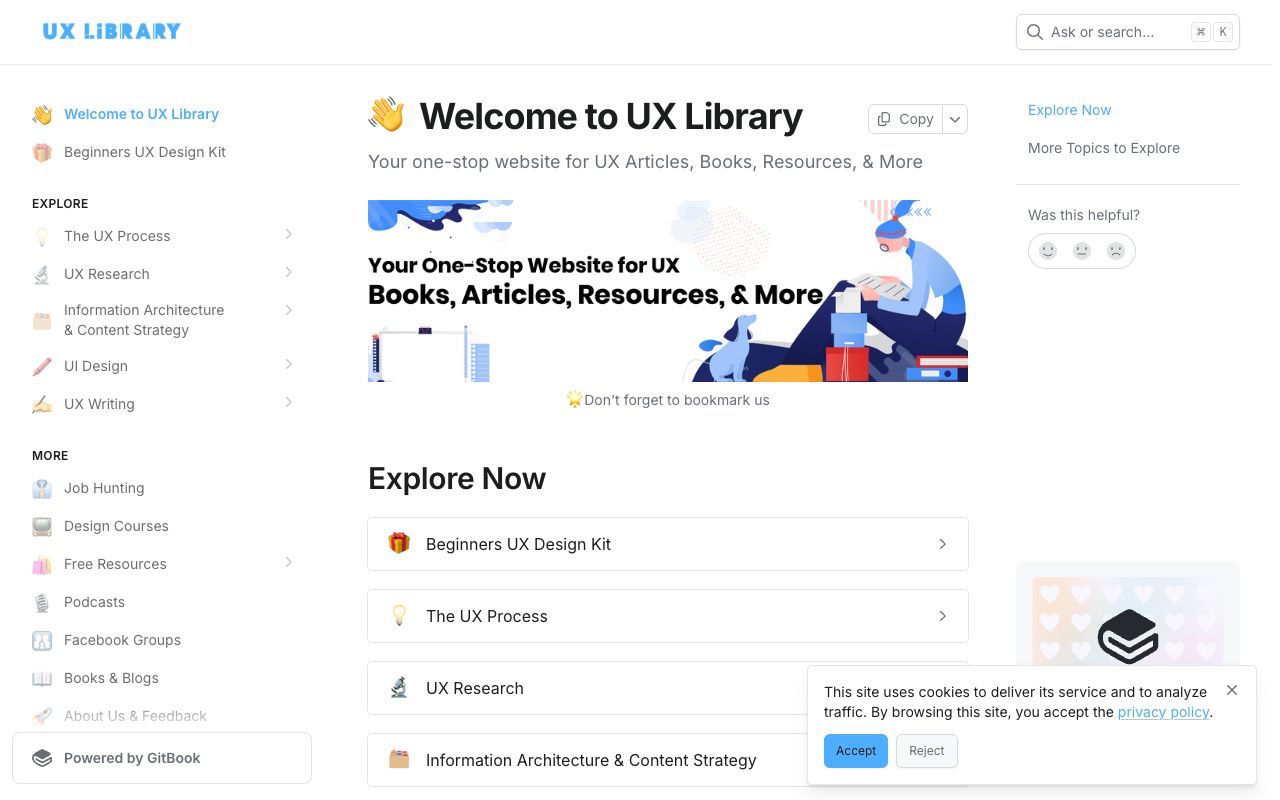 UX LIBRARY
Ask or search...
⌘ K
👋 Welcome to UX Library
🎁 Beginners UX Design Kit
EXPLORE
💡 The UX Process
🔬 UX Research
🗂️ Information Architecture
& Content Strategy
🖍️ UI Design
✍️ UX Writing
MORE
👔 Job Hunting
📺 Design Courses
🛍️ Free Resources
🎙️ Podcasts
Facebook Groups
📖 Books & Blogs
🚀 About Us & Feedback
Powered by GitBook
👋 Welcome to UX Library
Copy
Your one-stop website for UX Articles, Books, Resources, & More
Your One-Stop Website for UX
Books, Articles, Resources, & More
🌟Don't forget to bookmark us
Explore Now
🎁 Beginners UX Design Kit
💡 The UX Process
🔬 UX Research
🗂️ Information Architecture & Content Strategy
Explore Now
More Topics to Explore
Was this helpful?
This site uses cookies to deliver its service and to analyze
traffic. By browsing this site, you accept the privacy policy.
Accept
Reject